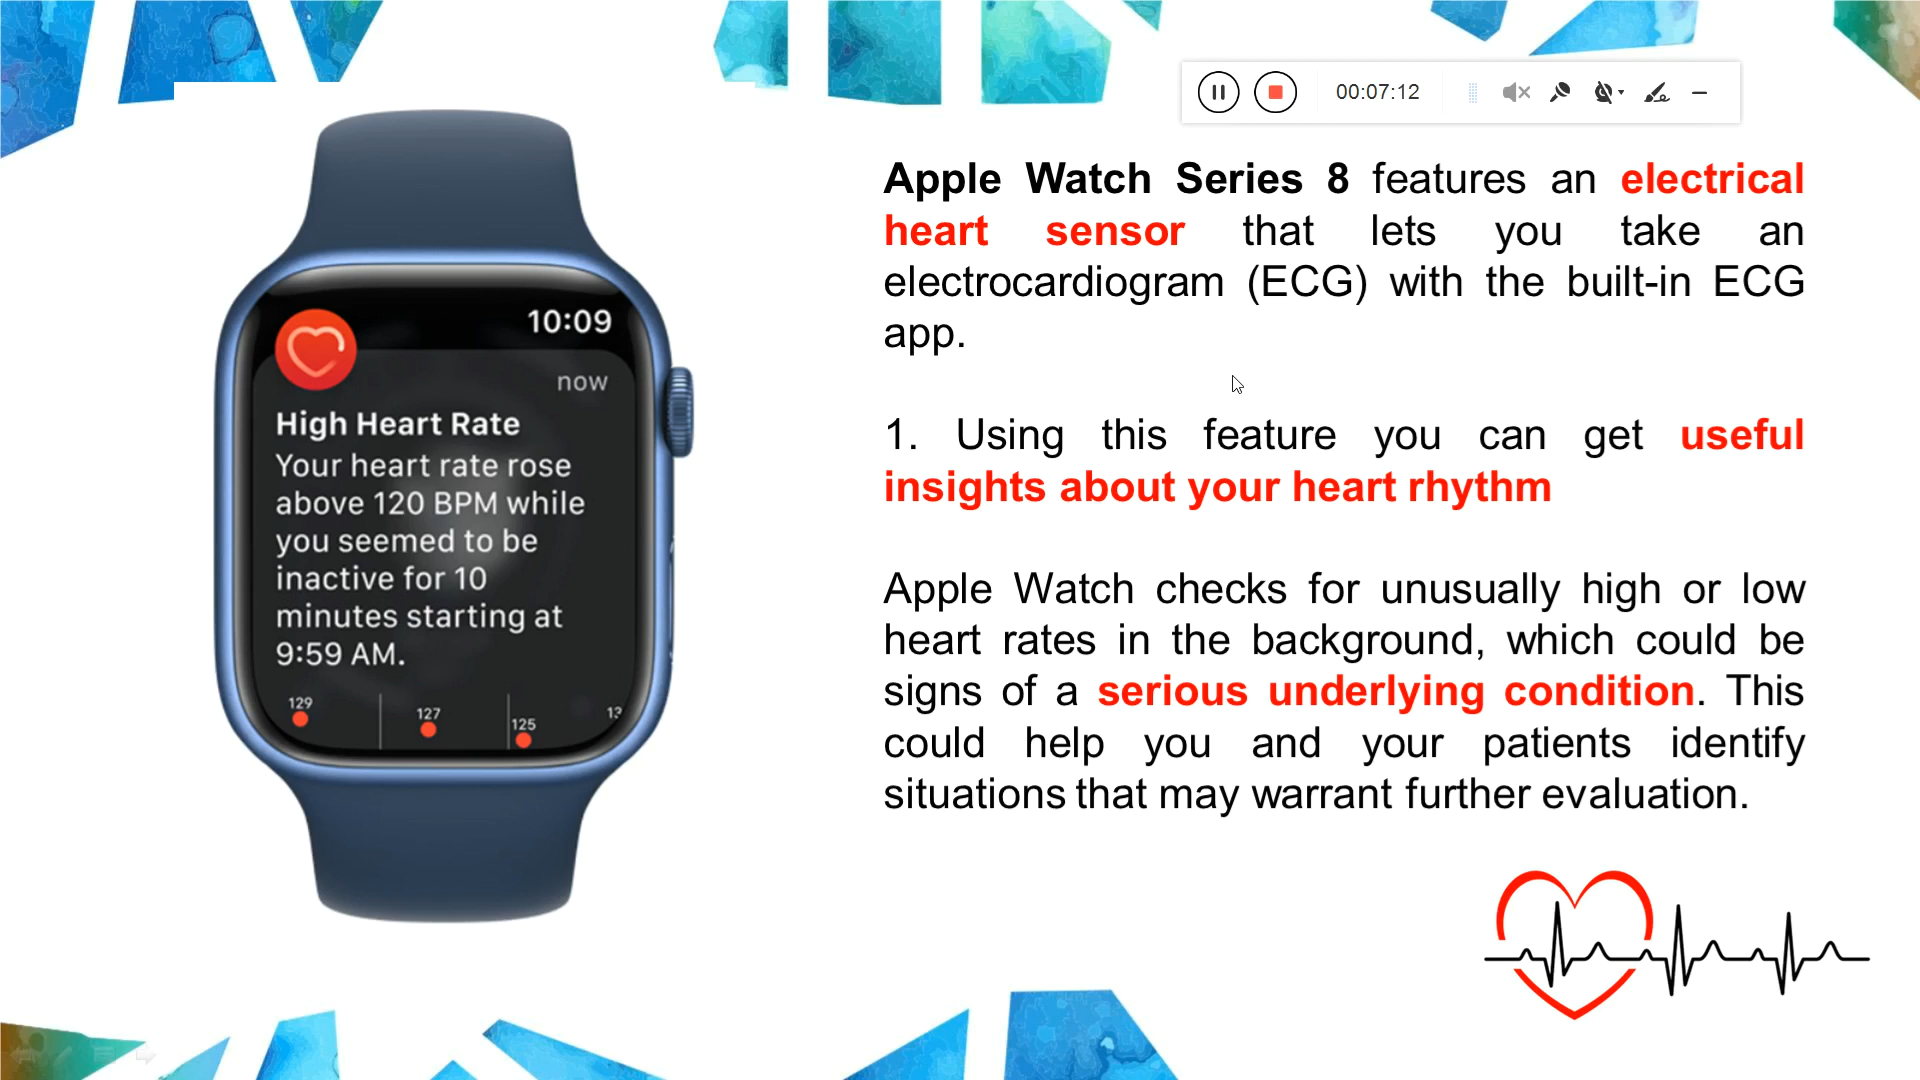 00:07:12
10:09
now
High Heart Rate
Your heart rate rose
above 120 BPM while
you seemed to be
inactive for 10
minutes starting at
9:59 AM.
129
127
125
Apple Watch Series 8 features an electrical
heart sensor that lets you take an
electrocardiogram (ECG) with the built-in ECG
app.
1. Using this feature you can get useful
insights about your heart rhythm
Apple Watch checks for unusually high or low
heart rates in the background, which could be
signs of a serious underlying condition. This
could help you and your patients identify
situations that may warrant further evaluation.